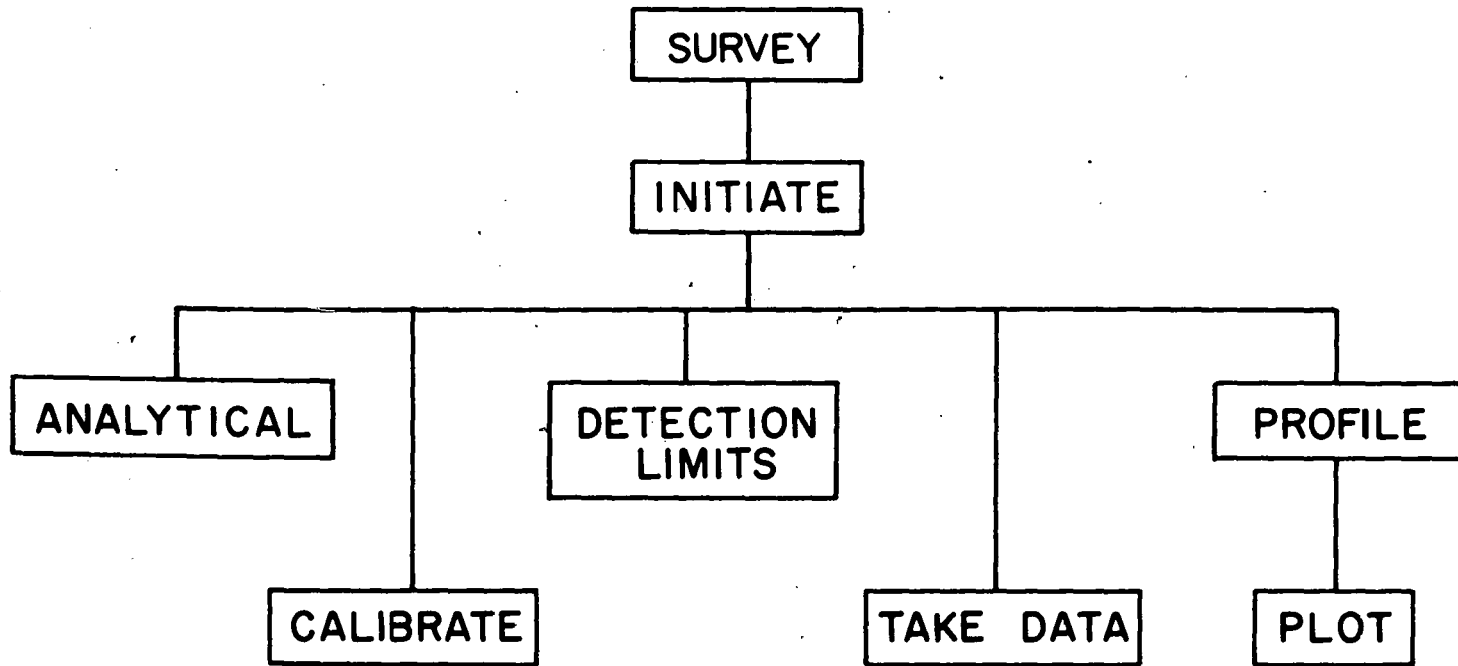 SURVEY
INITIATE
ANALYTICAL
DETECTION
LIMITS
PROFILE
CALIBRATE
TAKE DATA
PLOT